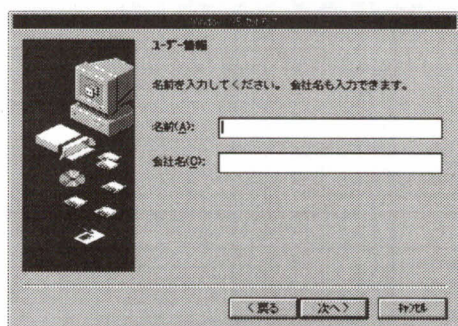 ユーザー情報
名前を入力してください。 会社名も入力できます。
名前(A):
会社名(O):
< 戻る
次へ >
キャンセル